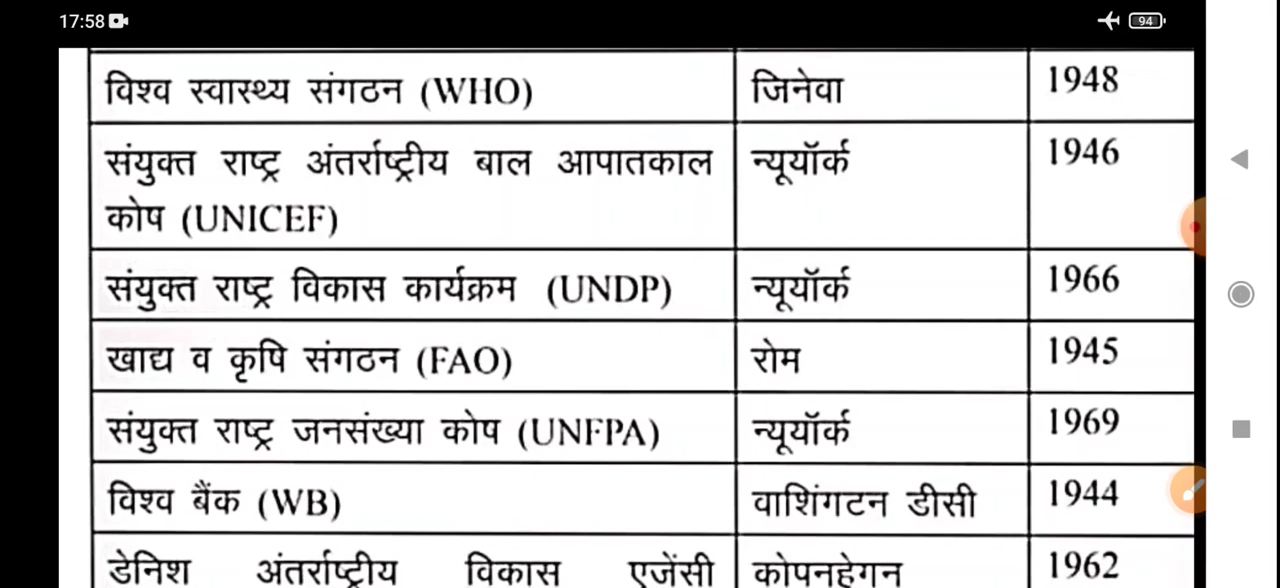 17:58
94
विश्व स्वास्थ्य संगठन (WHO) जिनेवा 1948
संयुक्त राष्ट्र अंतर्राष्ट्रीय बाल आपातकाल न्यूयॉर्क 1946
कोष (UNICEF)
संयुक्त राष्ट्र विकास कार्यक्रम (UNDP) न्यूयॉर्क 1966
खाद्य व कृषि संगठन (FAO) रोम 1945
संयुक्त राष्ट्र जनसंख्या कोष (UNFPA) न्यूयॉर्क 1969
विश्व बैंक (WB) वाशिंगटन डीसी 1944
डेनिश अंतर्राष्ट्रीय विकास एजेंसी कोपनहेगन 1962